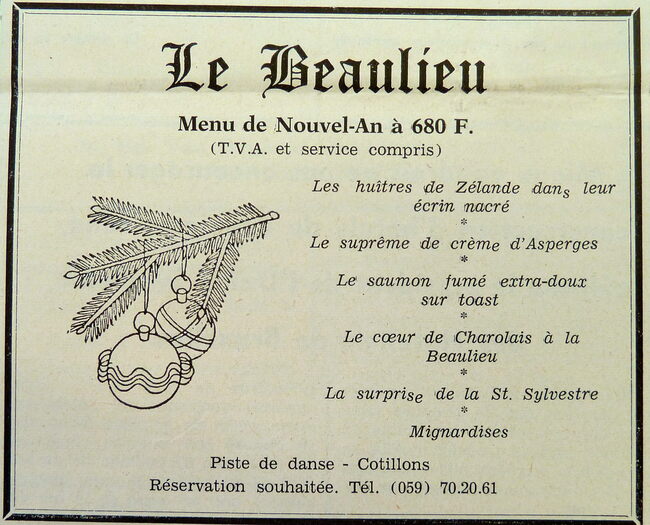 Le Beaulieu
Menu de Nouvel-An à 680 F.
(T.V.A. et service compris)
Les huîtres de Zélande dans leur
écrin nacré
*
Le suprême de crème d'Asperges
*
Le saumon fumé extra-doux
sur toast
*
Le cœur de Charolais à la
Beaulieu
*
La surprise de la St. Sylvestre
*
Mignardises
Piste de danse - Cotillons
Réservation souhaitée. Tél. (059) 70.20.61